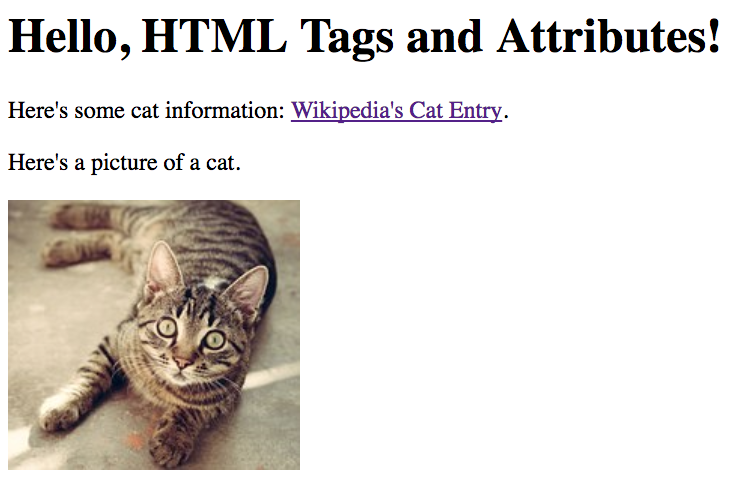 Hello, HTML Tags and Attributes!
Here's some cat information: Wikipedia's Cat Entry.
Here's a picture of a cat.